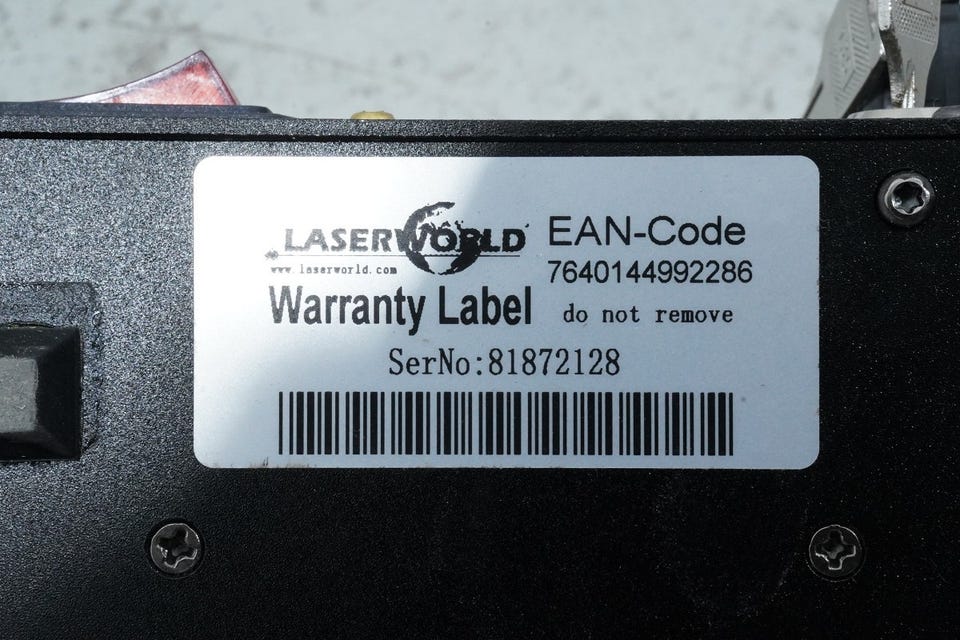 LASERWORLD
www.laserworld.com
EAN-Code
7640144992286
Warranty Label
do not remove
SerNo:81872128